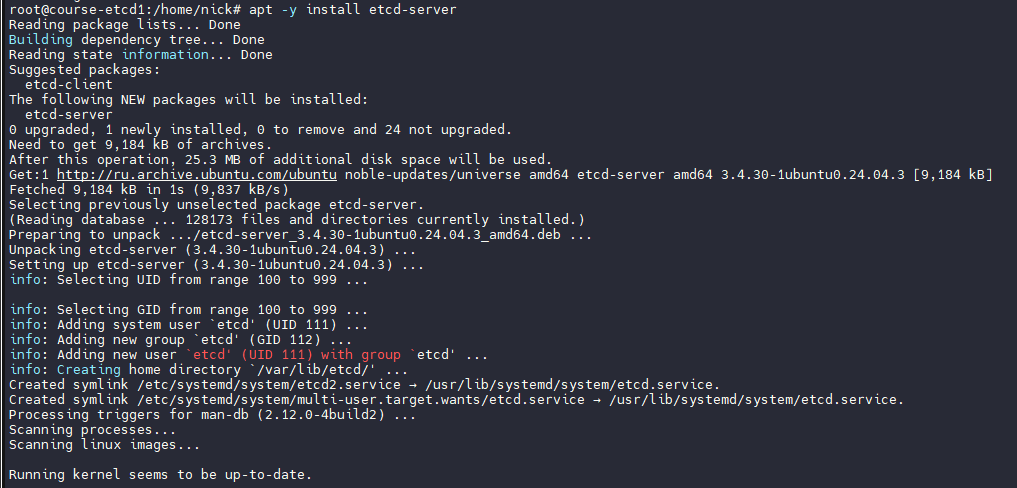 root@course-etcd1:/home/nick# apt -y install etcd-server
Reading package lists... Done
Building dependency tree... Done
Reading state information... Done
Suggested packages:
  etcd-client
The following NEW packages will be installed:
  etcd-server
0 upgraded, 1 newly installed, 0 to remove and 24 not upgraded.
Need to get 9,184 kB of archives.
After this operation, 25.3 MB of additional disk space will be used.
Get:1 http://ru.archive.ubuntu.com/ubuntu noble-updates/universe amd64 etcd-server amd64 3.4.30-1ubuntu0.24.04.3 [9,184 kB]
Fetched 9,184 kB in 1s (9,837 kB/s)
Selecting previously unselected package etcd-server.
(Reading database ... 128173 files and directories currently installed.)
Preparing to unpack .../etcd-server_3.4.30-1ubuntu0.24.04.3_amd64.deb ...
Unpacking etcd-server (3.4.30-1ubuntu0.24.04.3) ...
Setting up etcd-server (3.4.30-1ubuntu0.24.04.3) ...
info: Selecting UID from range 100 to 999 ...

info: Selecting GID from range 100 to 999 ...
info: Adding system user `etcd' (UID 111) ...
info: Adding new group `etcd' (GID 112) ...
info: Adding new user `etcd' (UID 111) with group `etcd' ...
info: Creating home directory `/var/lib/etcd/' ...
Created symlink /etc/systemd/system/etcd2.service → /usr/lib/systemd/system/etcd.service.
Created symlink /etc/systemd/system/multi-user.target.wants/etcd.service → /usr/lib/systemd/system/etcd.service.
Processing triggers for man-db (2.12.0-4build2) ...
Scanning processes...
Scanning linux images...

Running kernel seems to be up-to-date.